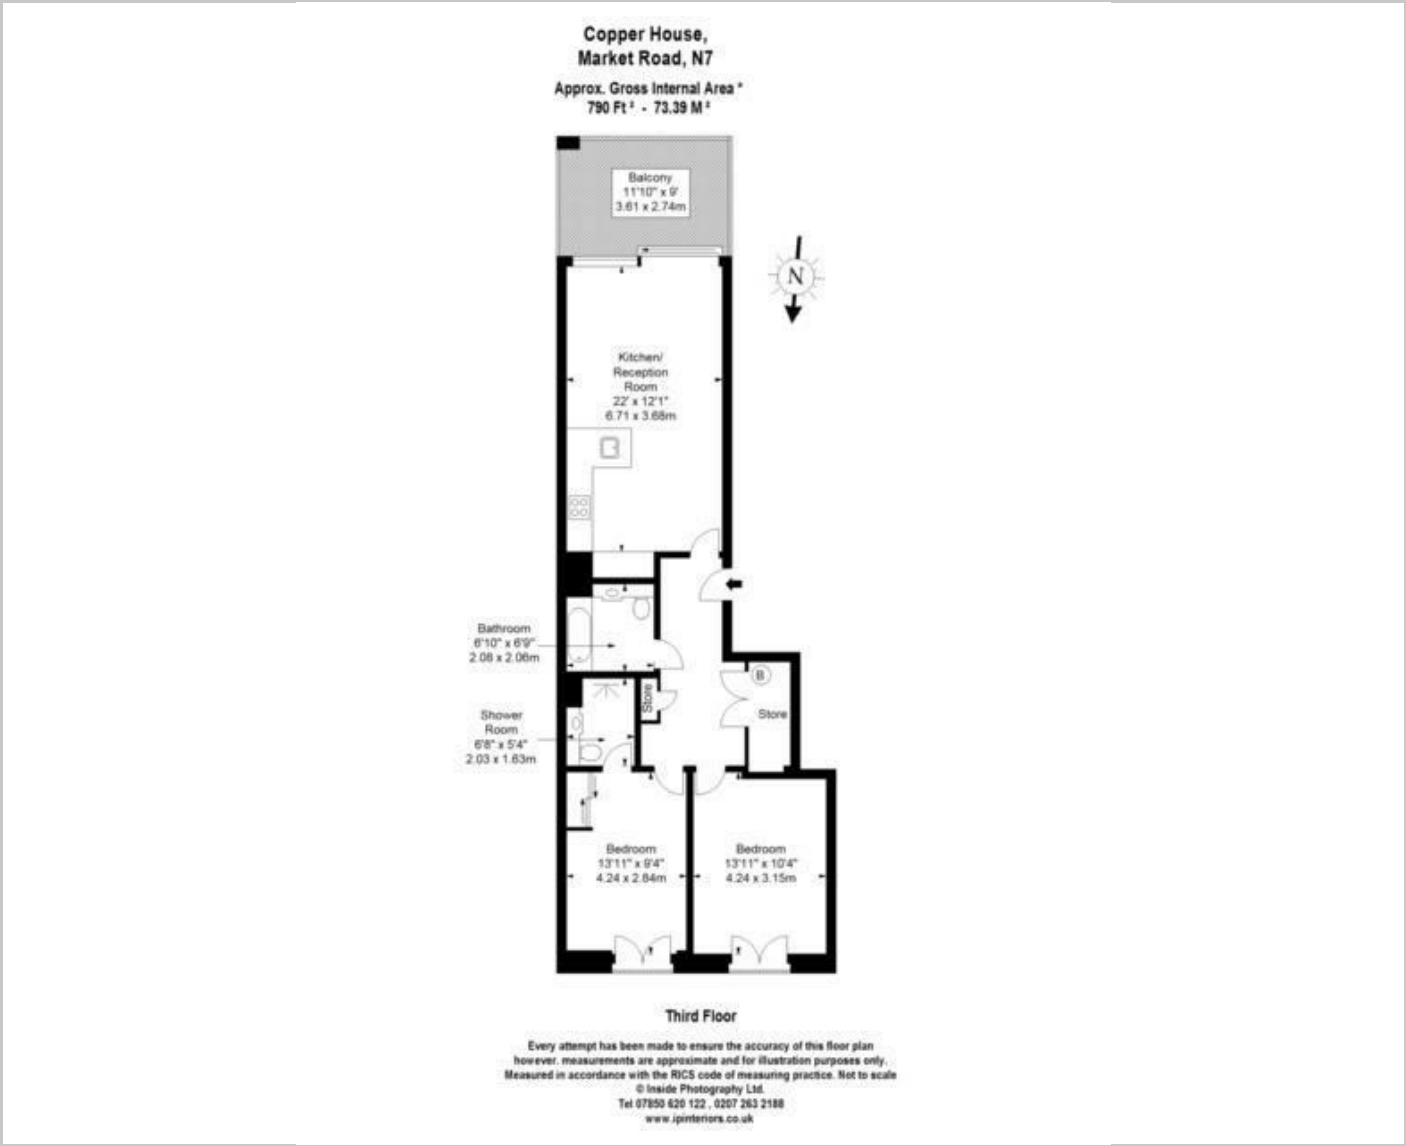 Copper House,
Market Road, N7
Approx. Gross Internal Area *
790 Ft ² - 73.39 M ²
Balcony
11'10" x 9'
3.61 x 2.74m
N
Kitchen/
Reception
Room
22' x 12'1"
6.71 x 3.68m
Bathroom
6'10" x 6'9"
2.08 x 2.06m
B
Store
Store
Shower
Room
6'8" x 5'4"
2.03 x 1.63m
Bedroom
13'11" x 9'4"
4.24 x 2.84m
Bedroom
13'11" x 10'4"
4.24 x 3.15m
Third Floor
Every attempt has been made to ensure the accuracy of this floor plan
however. measurements are approximate and for illustration purposes only.
Measured in accordance with the RICS code of measuring practice. Not to scale
© Inside Photography Ltd.
Tel 07850 620 122 , 0207 263 2188
www.ipinteriors.co.uk